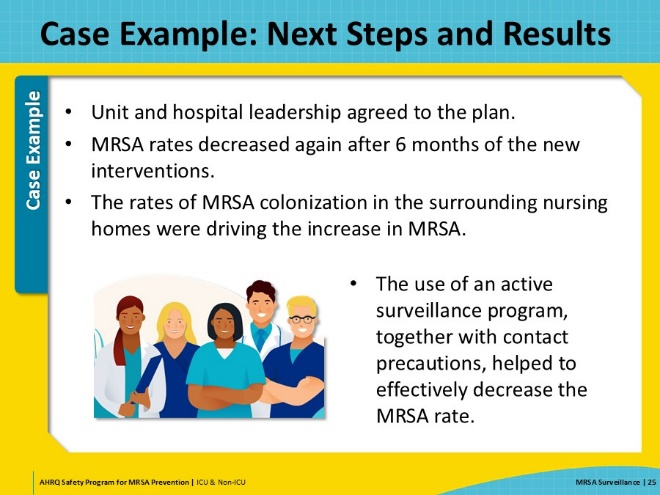 Case Example: Next Steps and Results
Case Example
• Unit and hospital leadership agreed to the plan.
• MRSA rates decreased again after 6 months of the new
interventions.
• The rates of MRSA colonization in the surrounding nursing
homes were driving the increase in MRSA.
• The use of an active
surveillance program,
together with contact
precautions, helped to
effectively decrease the
MRSA rate.
AHRQ Safety Program for MRSA Prevention | ICU & Non-ICU
MRSA Surveillance | 25